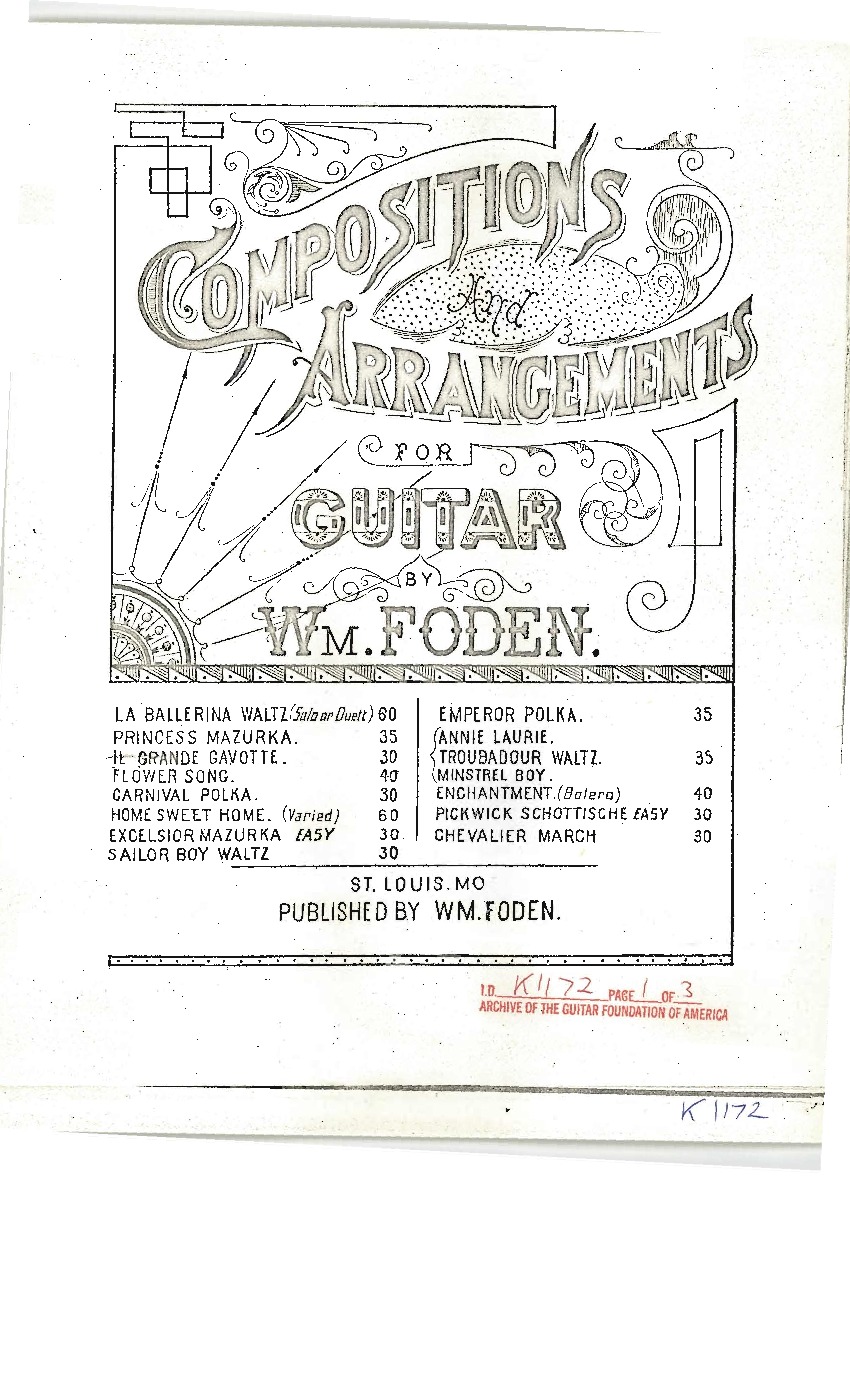 COMPOSITIONS
And
ARRANGEMENTS
FOR
GUITAR
BY
WM. FODEN.
LA BALLERINA WALTZ (Solo or Duett) 60
PRINCESS MAZURKA. 35
IL GRANDE GAVOTTE. 30
FLOWER SONG. 40
CARNIVAL POLKA. 30
HOME SWEET HOME. (Varied) 60
EXCELSIOR MAZURKA EASY 30.
SAILOR BOY WALTZ 30
EMPEROR POLKA. 35
ANNIE LAURIE.
TROUBADOUR WALTZ. 35
MINSTREL BOY.
ENCHANTMENT. (Bolero) 40
PICKWICK SCHOTTISCHE EASY 30
CHEVALIER MARCH 30
ST. LOUIS. MO
PUBLISHED BY WM. FODEN.
I.D. K1172 PAGE 1 OF 3
ARCHIVE OF THE GUITAR FOUNDATION OF AMERICA
K1172